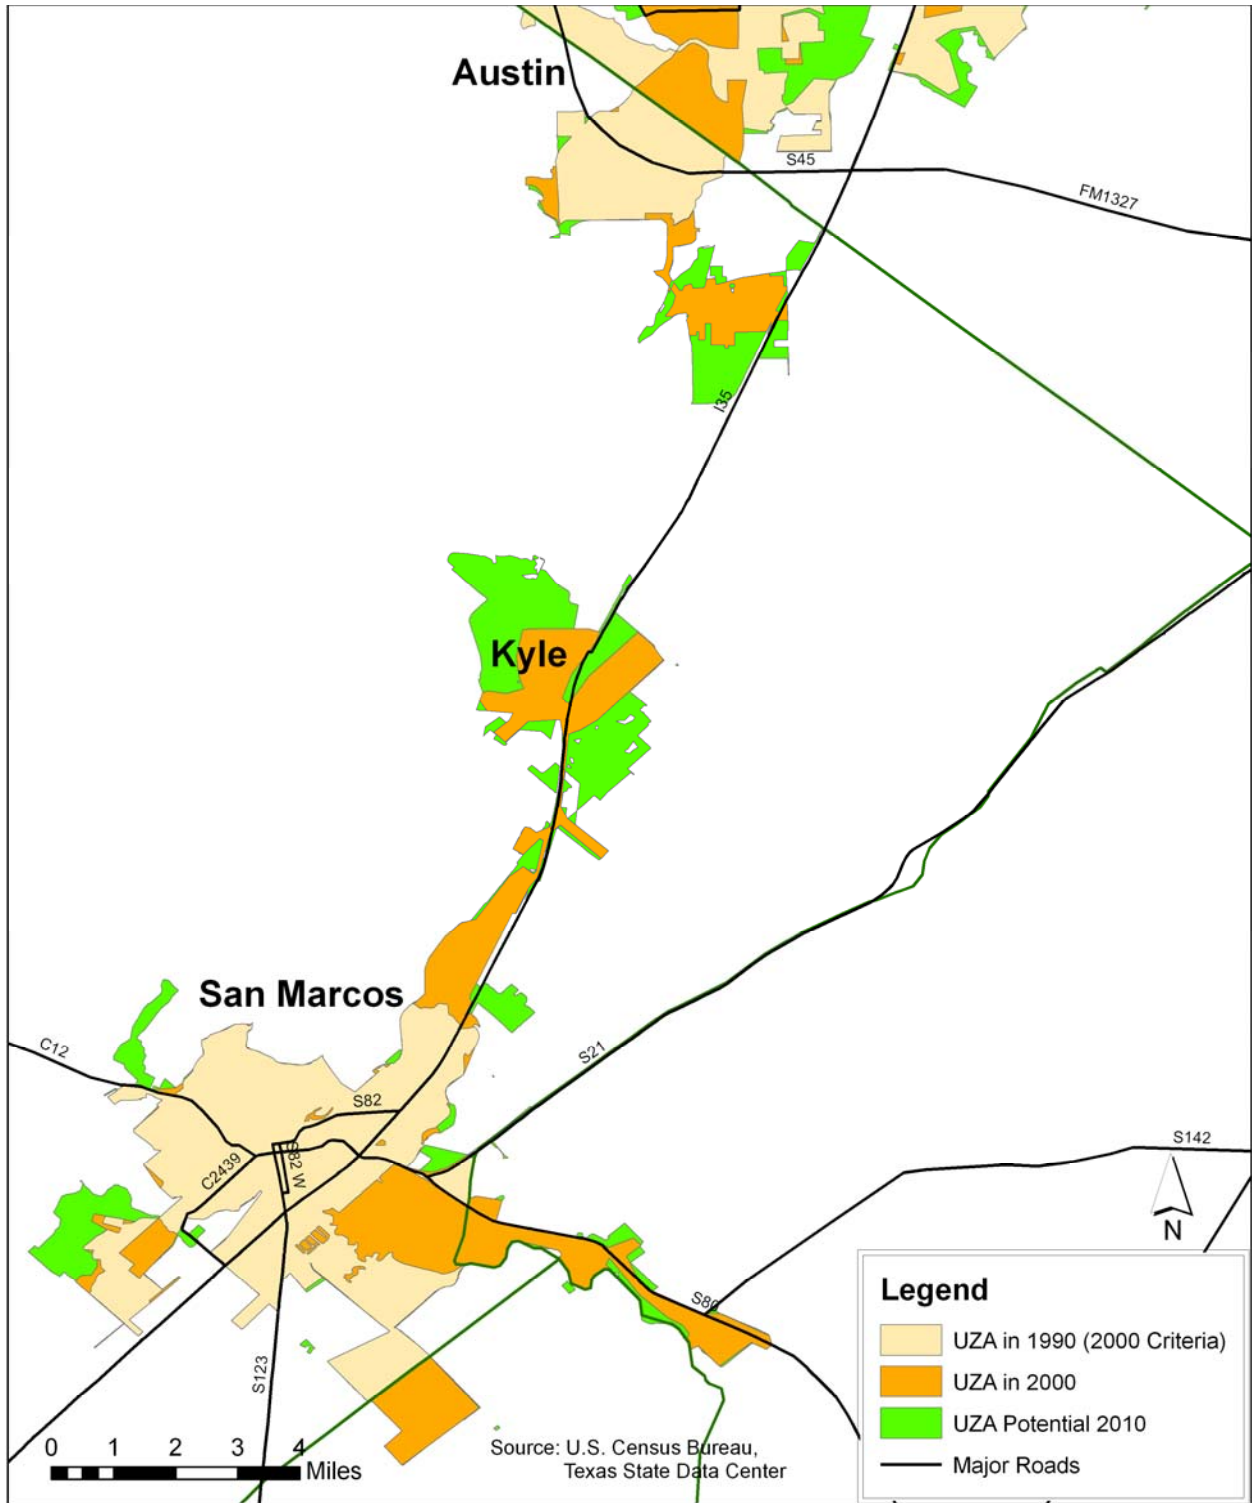 Austin
S45
FM1327
I35
Kyle
San Marcos
C12
S21
S82
S82 W
C2439
S142
N
S80
S123
0 1 2 3 4
Miles
Source: U.S. Census Bureau,
Texas State Data Center
Legend
UZA in 1990 (2000 Criteria)
UZA in 2000
UZA Potential 2010
Major Roads